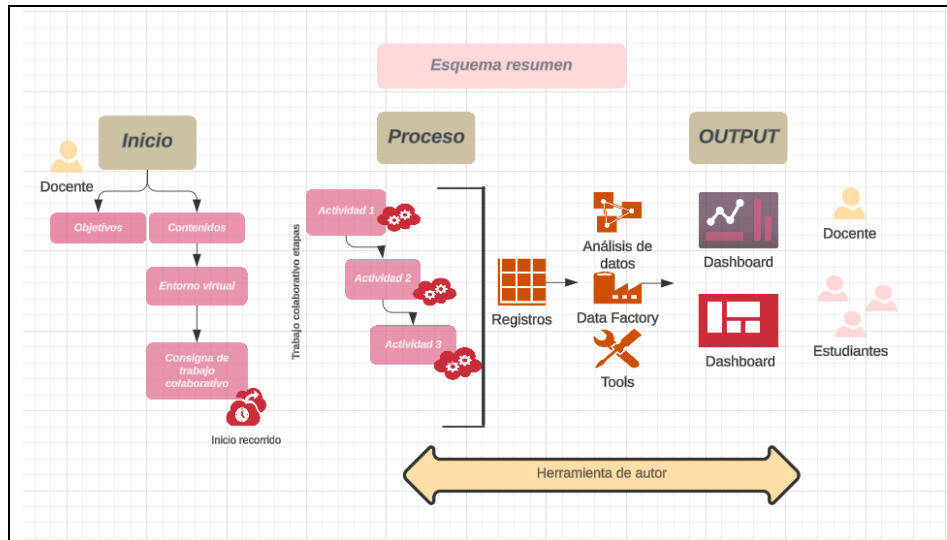 Esquema resumen
Inicio
Docente
Objetivos
Contenidos
Entorno virtual
Consigna de
trabajo
colaborativo
Inicio recorrido
Proceso
Trabajo colaborativo etapas
Actividad 1
Actividad 2
Actividad 3
Registros
Análisis de
datos
Data Factory
Tools
OUTPUT
Dashboard
Dashboard
Docente
Estudiantes
Herramienta de autor